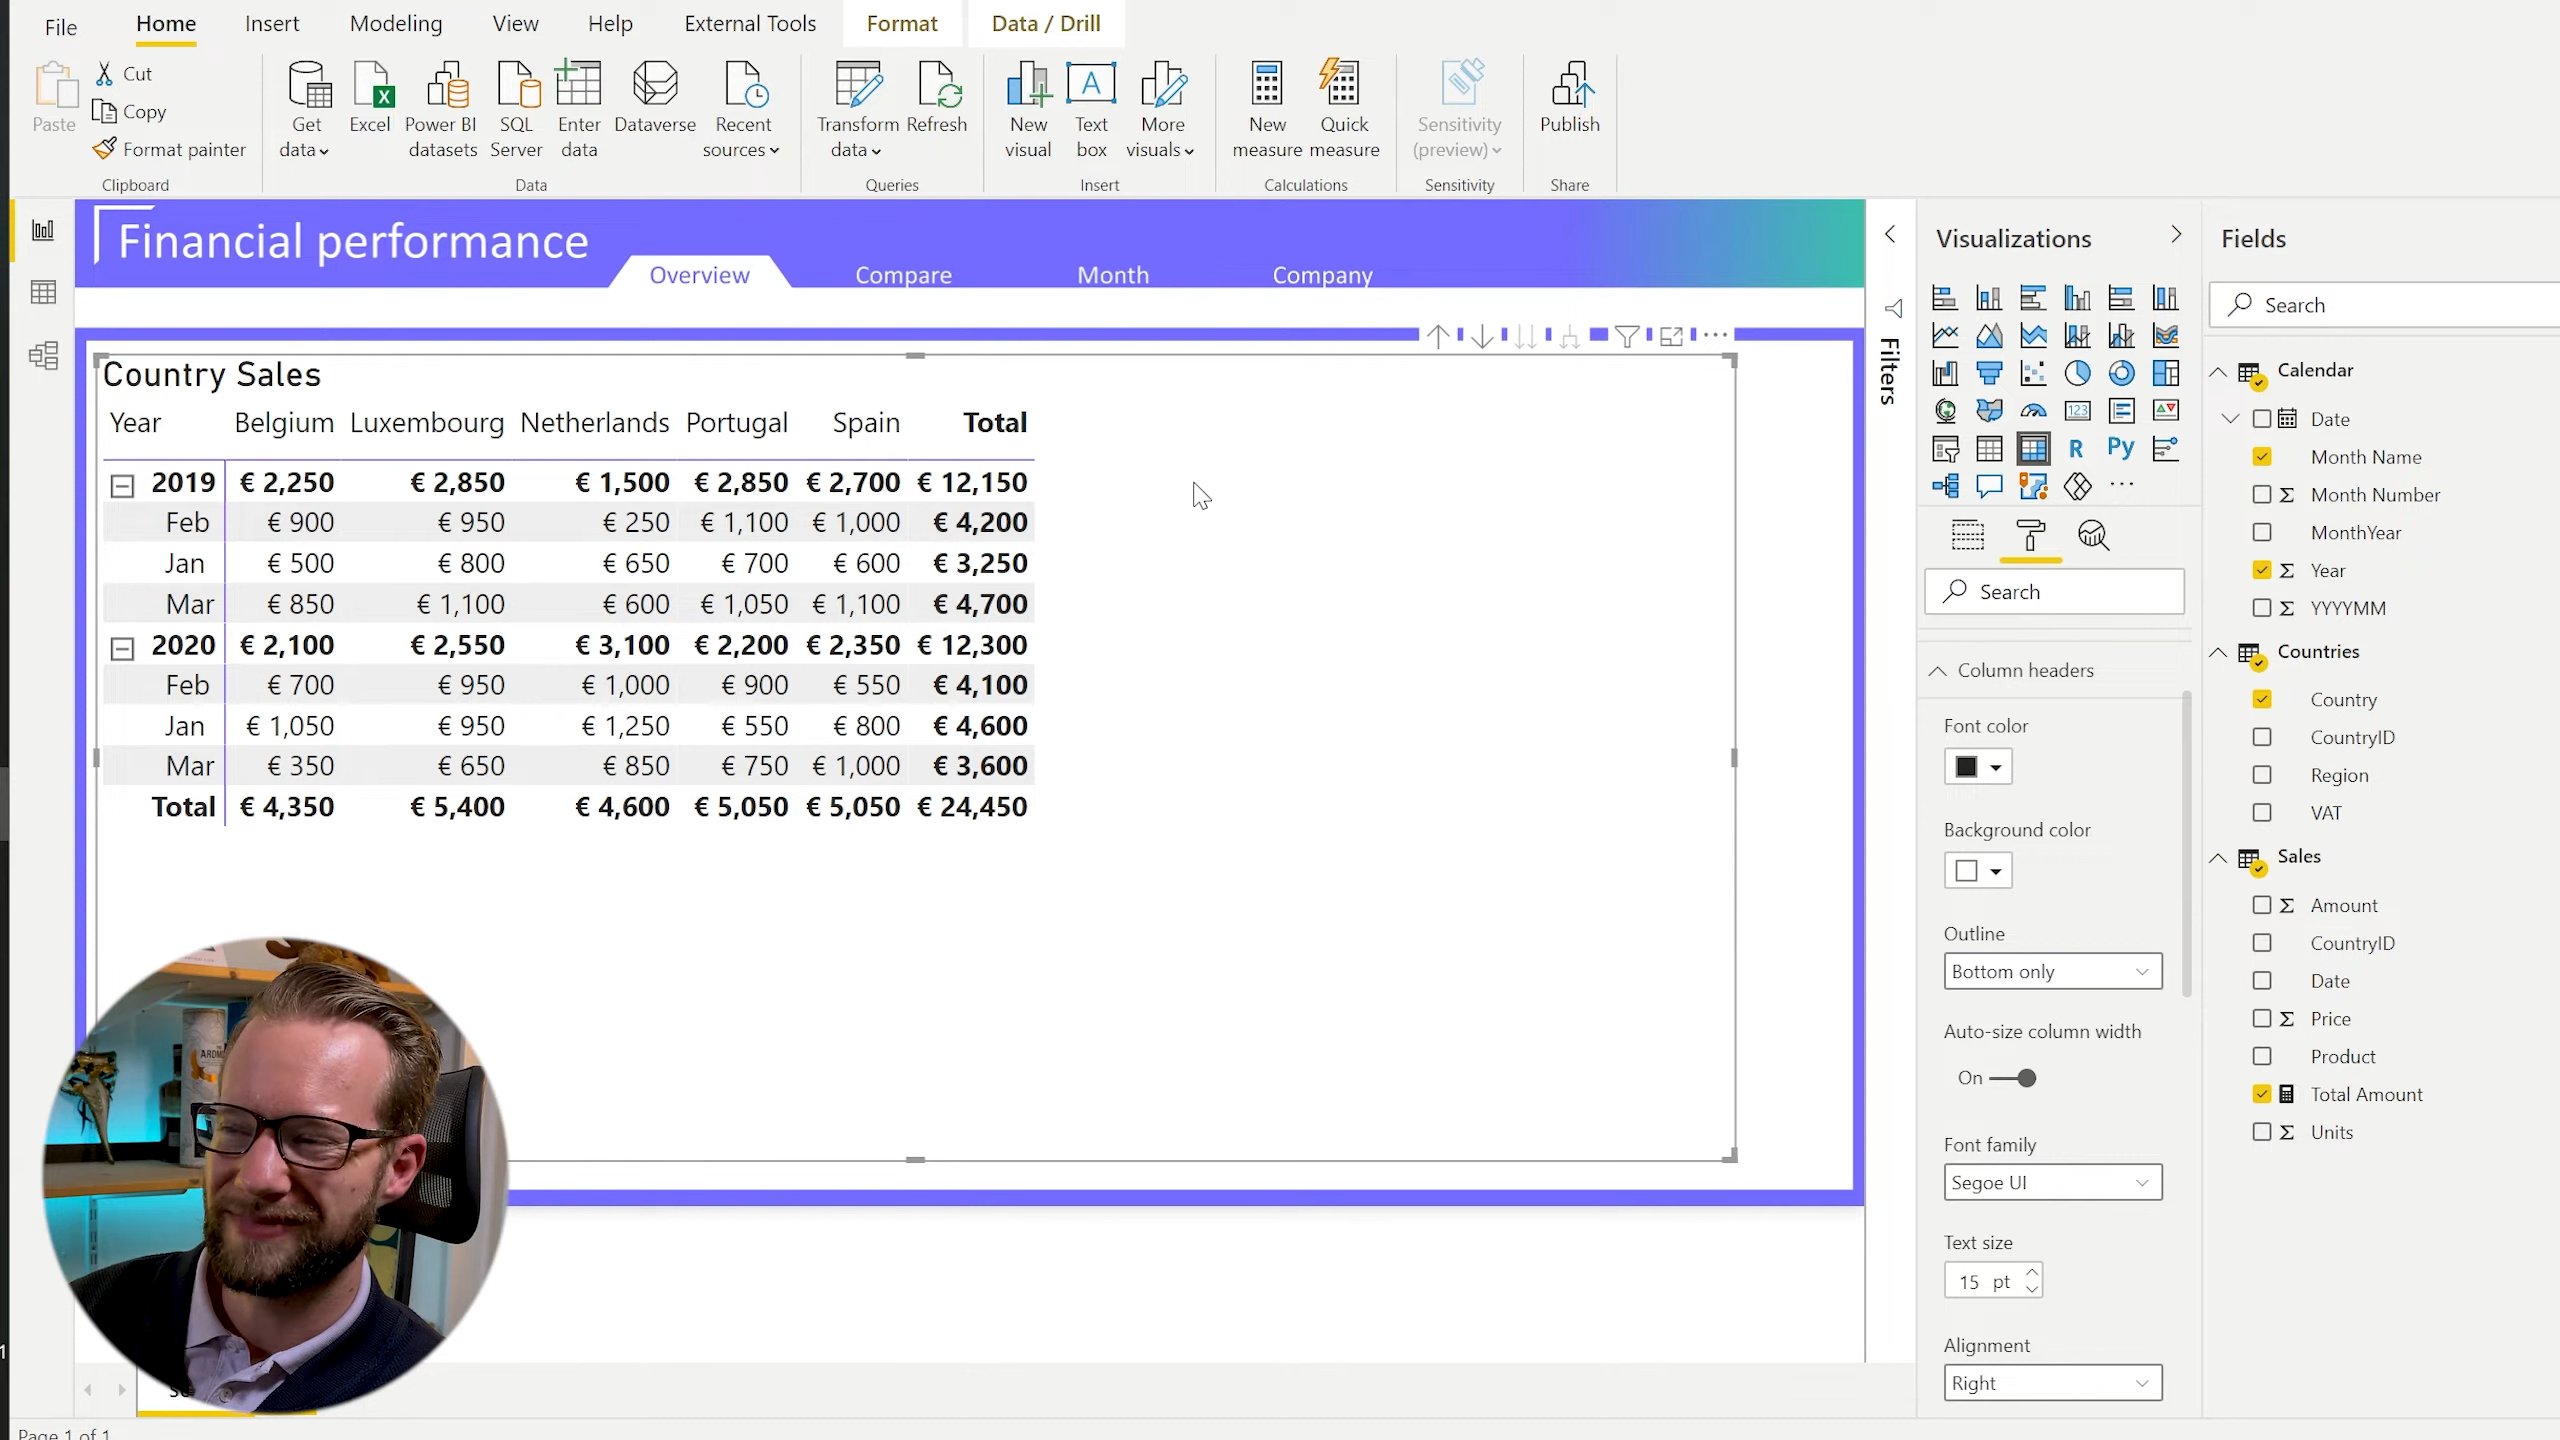 File Home Insert Modeling View Help External Tools Format Data / Drill
Paste
Cut
Copy
Format painter
Clipboard
Get data
Excel
Power BI datasets
SQL Server
Enter data
Dataverse
Recent sources
Data
Transform data
Refresh
Queries
New visual
Text box
More visuals
Insert
New measure
Quick measure
Calculations
Sensitivity (preview)
Sensitivity
Publish
Share
Financial performance
Overview Compare Month Company
Country Sales
Year Belgium Luxembourg Netherlands Portugal Spain Total
2019 € 2,250 € 2,850 € 1,500 € 2,850 € 2,700 € 12,150
Feb € 900 € 950 € 250 € 1,100 € 1,000 € 4,200
Jan € 500 € 800 € 650 € 700 € 600 € 3,250
Mar € 850 € 1,100 € 600 € 1,050 € 1,100 € 4,700
2020 € 2,100 € 2,550 € 3,100 € 2,200 € 2,350 € 12,300
Feb € 700 € 950 € 1,000 € 900 € 550 € 4,100
Jan € 1,050 € 950 € 1,250 € 550 € 800 € 4,600
Mar € 350 € 650 € 850 € 750 € 1,000 € 3,600
Total € 4,350 € 5,400 € 4,600 € 5,050 € 5,050 € 24,450
Page 1 of 1
Filters
Visualizations
123
R Py
Search
Column headers
Font color
Background color
Outline
Bottom only
Auto-size column width
On
Font family
Segoe UI
Text size
15 pt
Alignment
Right
Fields
Search
Calendar
Date
Month Name
Σ Month Number
MonthYear
Σ Year
Σ YYYYMM
Countries
Country
CountryID
Region
VAT
Sales
Σ Amount
CountryID
Date
Σ Price
Product
Total Amount
Σ Units